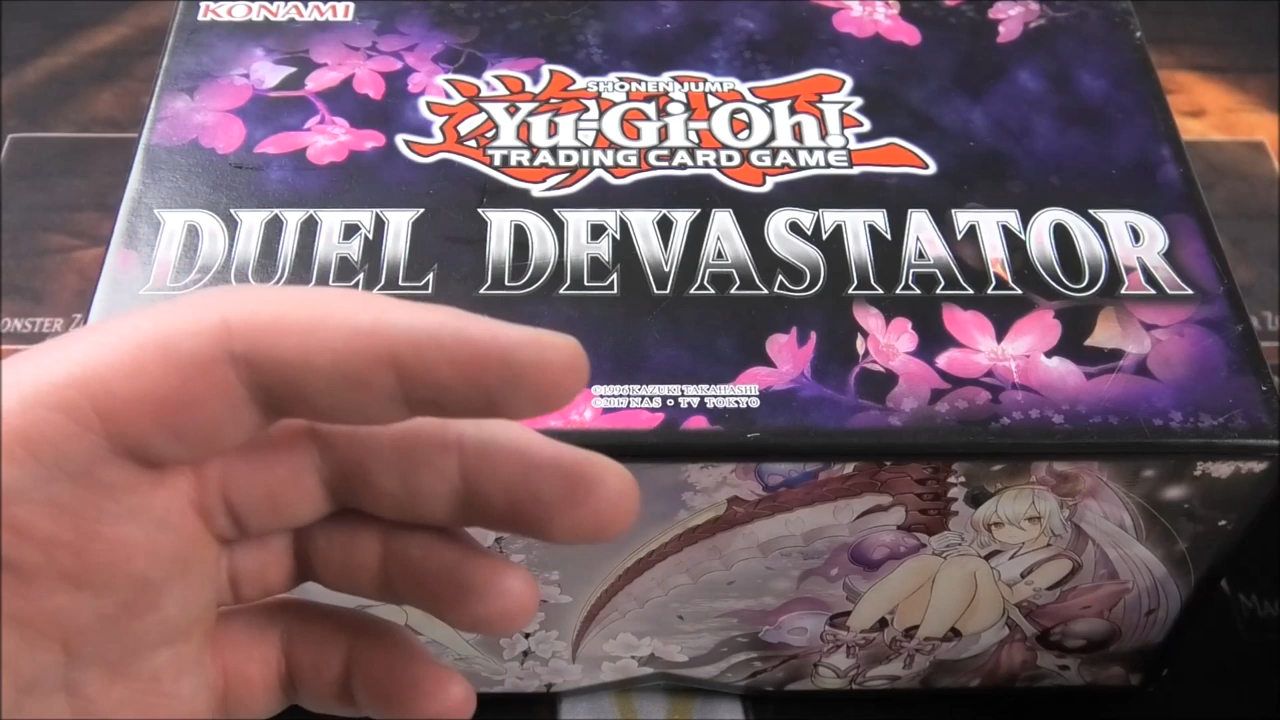 KONAMI
SHONEN JUMP
Yu-Gi-Oh!
TRADING CARD GAME
DUEL DEVASTATOR
©1996 KAZUKI TAKAHASHI
©2017 NAS • TV TOKYO